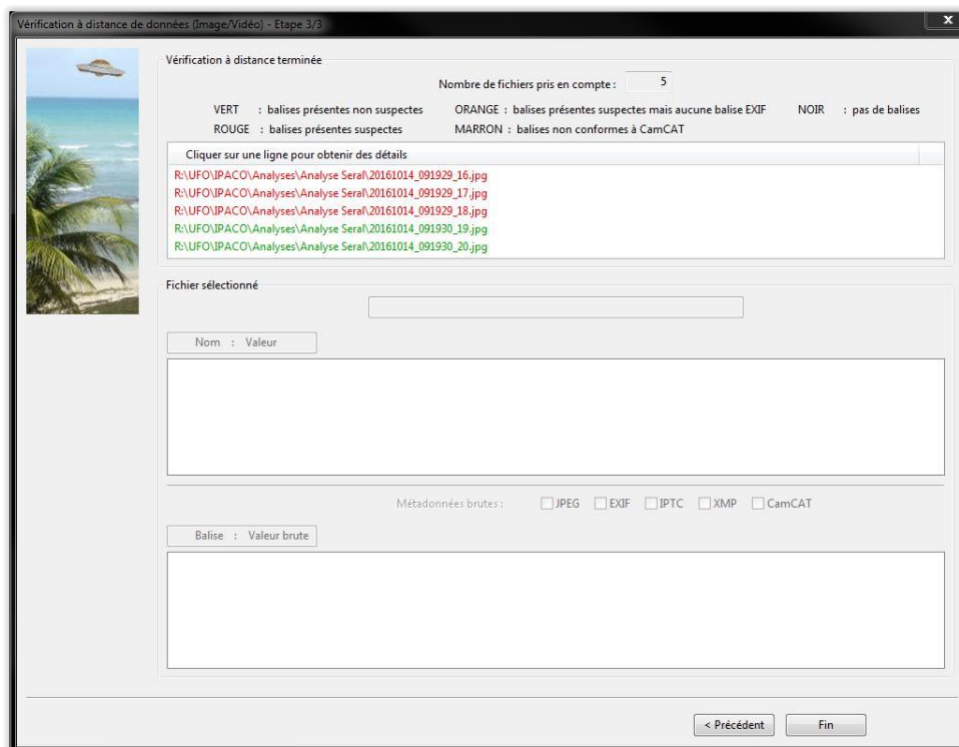 Vérification à distance de données (Image/Vidéo) - Etape 3/3
Vérification à distance terminée
Nombre de fichiers pris en compte : 5
VERT : balises présentes non suspectes ORANGE : balises présentes suspectes mais aucune balise EXIF NOIR : pas de balises
ROUGE : balises présentes suspectes MARRON : balises non conformes à CamCAT
Cliquer sur une ligne pour obtenir des détails
R:\UFO\IPACO\Analyses\Analyse Seral\20161014_091929_16.jpg
R:\UFO\IPACO\Analyses\Analyse Seral\20161014_091929_17.jpg
R:\UFO\IPACO\Analyses\Analyse Seral\20161014_091929_18.jpg
R:\UFO\IPACO\Analyses\Analyse Seral\20161014_091930_19.jpg
R:\UFO\IPACO\Analyses\Analyse Seral\20161014_091930_20.jpg
Fichier sélectionné
Nom : Valeur
Métadonnées brutes : JPEG EXIF IPTC XMP CamCAT
Balise : Valeur brute
< Précédent Fin